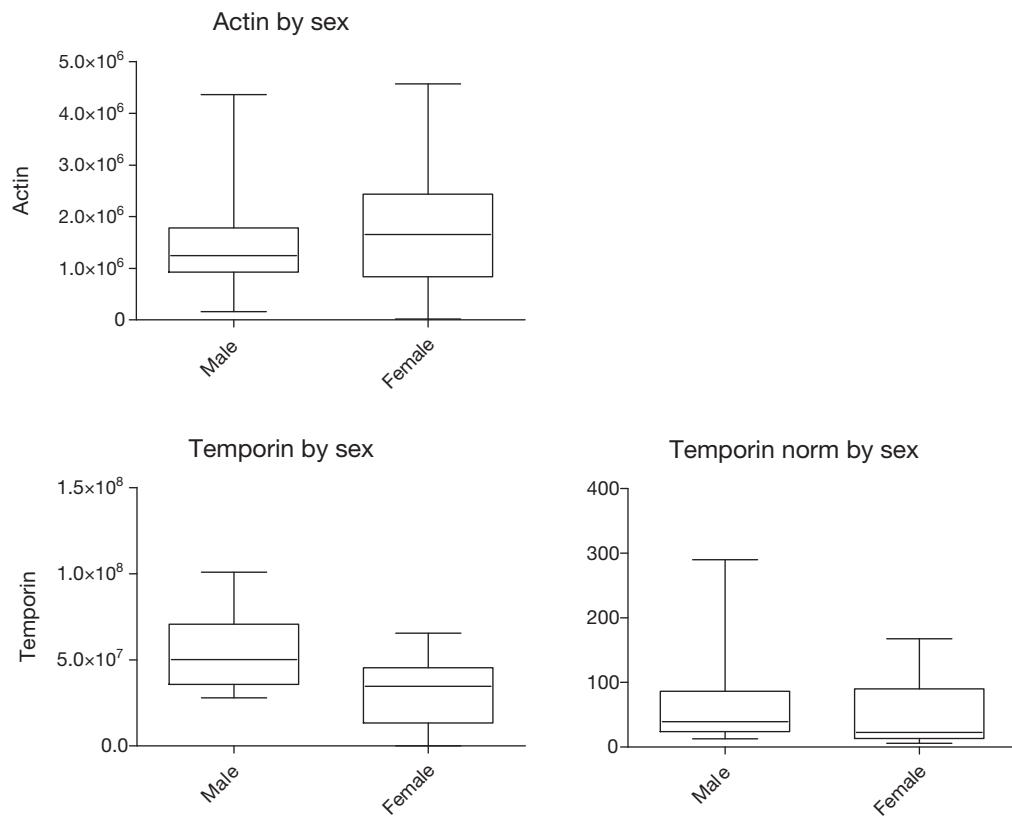 Actin by sex
5.0×10⁶
4.0×10⁶
3.0×10⁶
2.0×10⁶
1.0×10⁶
0
Actin
Male
Female
Temporin by sex
1.5×10⁸
1.0×10⁸
5.0×10⁷
0.0
Temporin
Male
Female
Temporin norm by sex
400
300
200
100
0
Male
Female